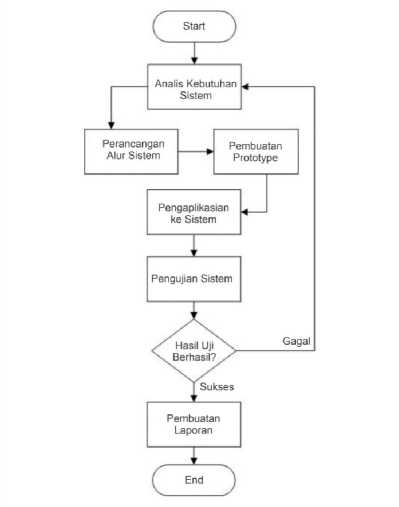 Start
Analis Kebutuhan
Sistem
Perancangan
Alur Sistem
Pembuatan
Prototype
Pengaplikasian
ke Sistem
Pengujian Sistem
Hasil Uji
Berhasil?
Gagal
Sukses
Pembuatan
Laporan
End